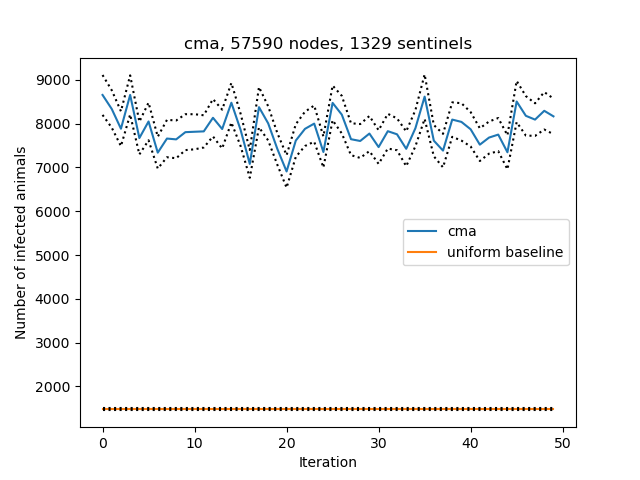 cma, 57590 nodes, 1329 sentinels
Number of infected animals
9000
8000
7000
6000
5000
4000
3000
2000
cma
uniform baseline
0
10
20
30
40
50
Iteration